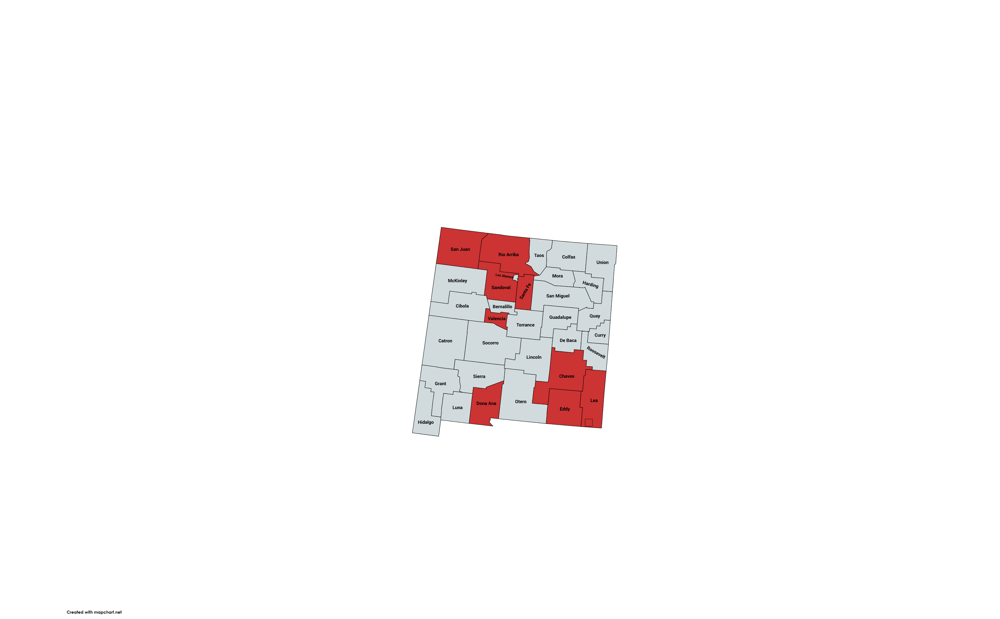 San Juan
Rio Arriba
Taos
Colfax
Union
Los Alamos
Mora
McKinley
Harding
Sandoval
Santa Fe
San Miguel
Cibola
Bernalillo
Valencia
Guadalupe
Quay
Torrance
Curry
Catron
Socorro
De Baca
Roosevelt
Lincoln
Sierra
Chaves
Grant
Lea
Dona Ana
Otero
Luna
Eddy
Hidalgo
Created with mapchart.net